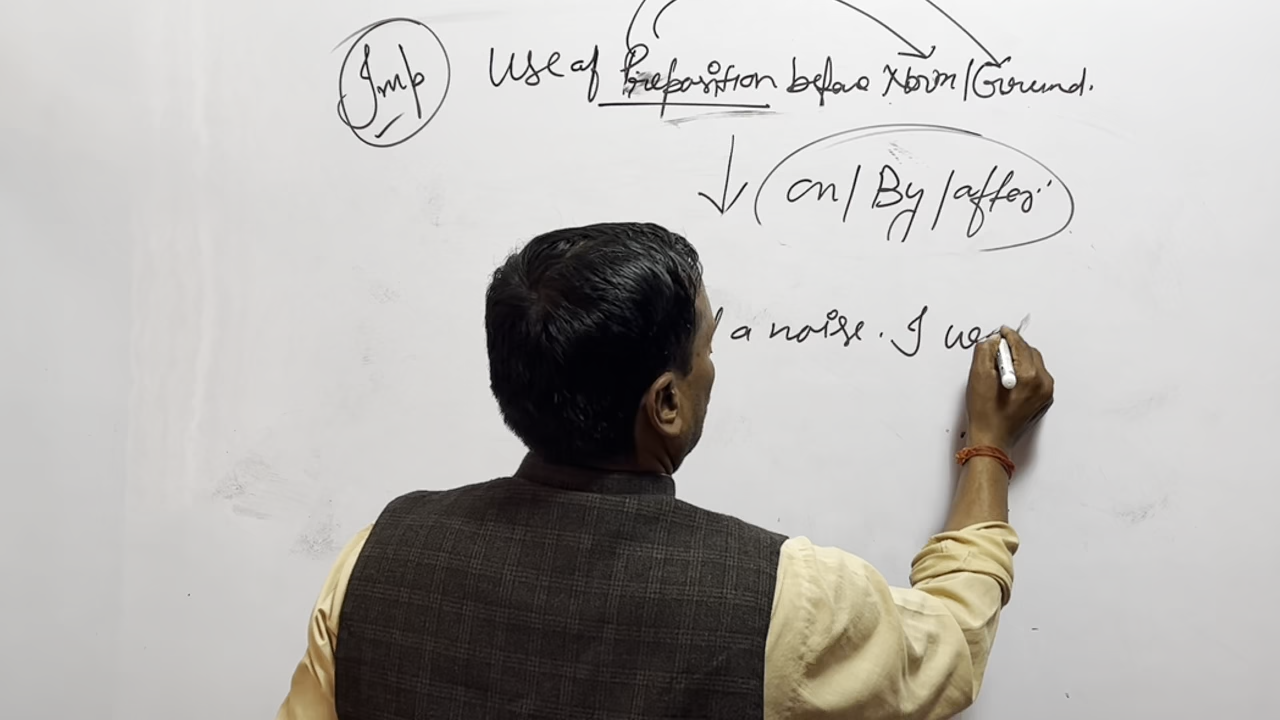 Imp Use of Preposition before Noun/Gerund.
on/By/after
a noise. I we